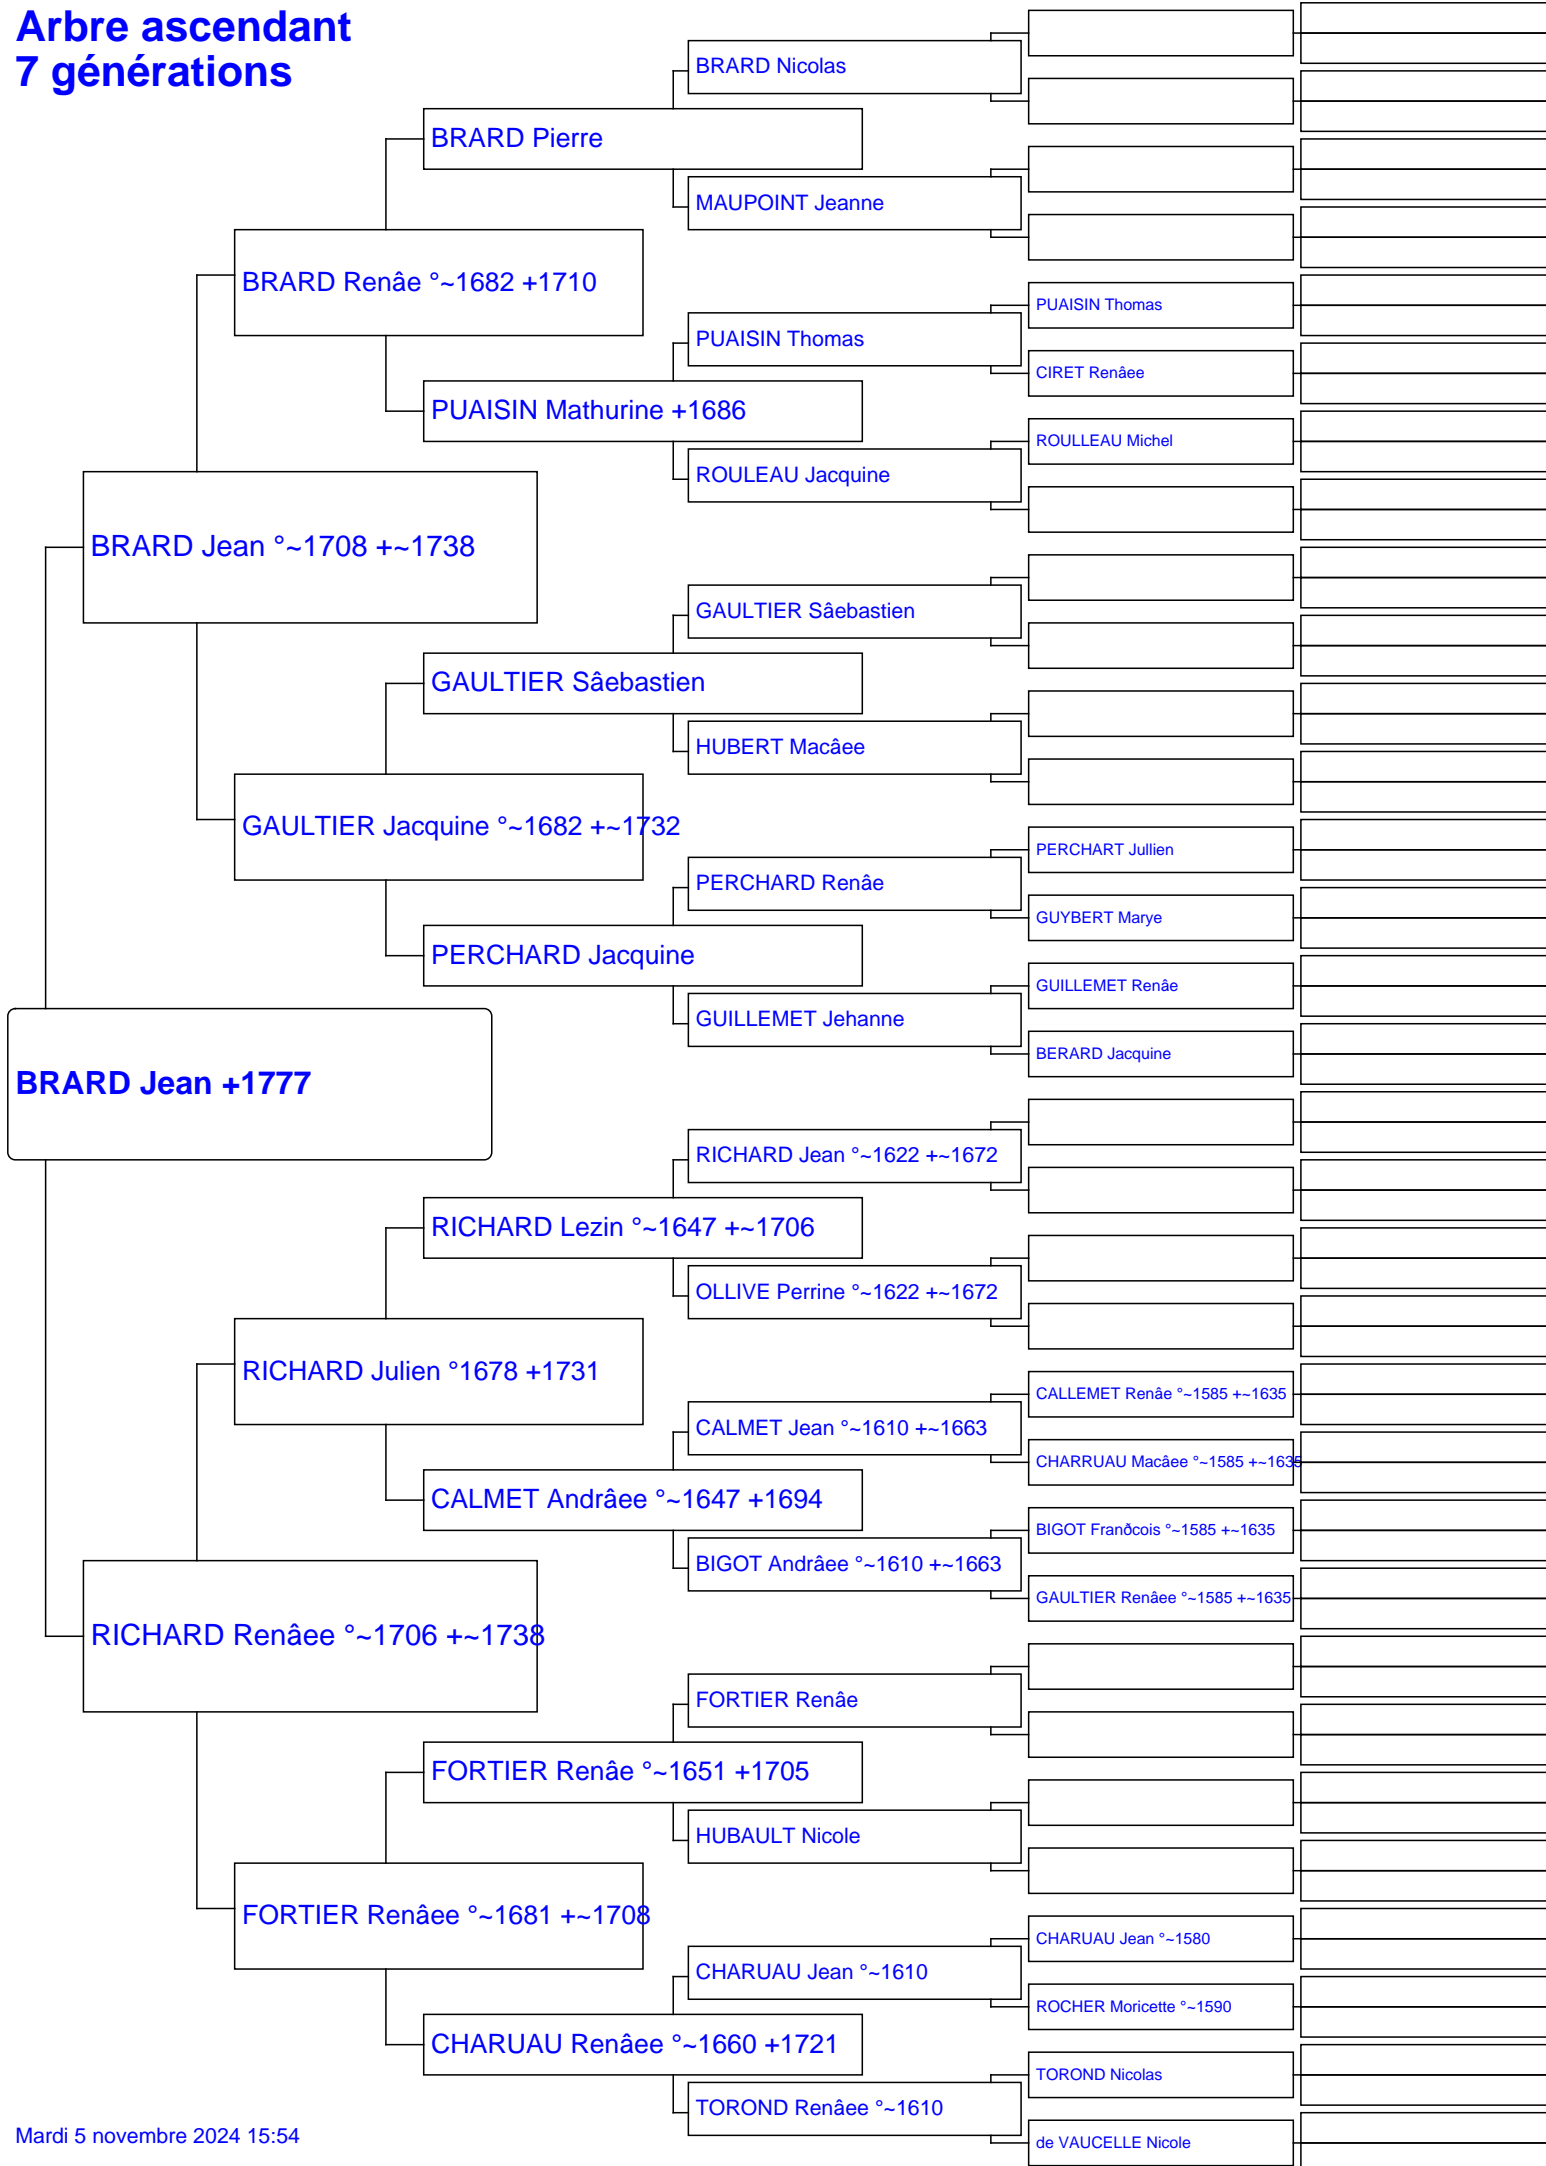 Arbre ascendant
7 générations
BRARD Nicolas
BRARD Pierre
MAUPOINT Jeanne
BRARD Renâe °~1682 +1710
PUAISIN Thomas
PUAISIN Thomas
CIRET Renâee
PUAISIN Mathurine +1686
ROULLEAU Michel
ROULEAU Jacquine
BRARD Jean °~1708 +~1738
GAULTIER Sâebastien
GAULTIER Sâebastien
HUBERT Macâee
GAULTIER Jacquine °~1682 +~1732
PERCHART Jullien
PERCHARD Renâe
GUYBERT Marye
PERCHARD Jacquine
GUILLEMET Renâe
GUILLEMET Jehanne
BERARD Jacquine
BRARD Jean +1777
RICHARD Jean °~1622 +~1672
RICHARD Lezin °~1647 +~1706
OLLIVE Perrine °~1622 +~1672
RICHARD Julien °1678 +1731
CALLEMET Renâe °~1585 +~1635
CALMET Jean °~1610 +~1663
CHARRUAU Macâee °~1585 +~1635
CALMET Andrâee °~1647 +1694
BIGOT Franðcois °~1585 +~1635
BIGOT Andrâee °~1610 +~1663
GAULTIER Renâee °~1585 +~1635
RICHARD Renâee °~1706 +~1738
FORTIER Renâe
FORTIER Renâe °~1651 +1705
HUBAULT Nicole
FORTIER Renâee °~1681 +~1708
CHARUAU Jean °~1580
CHARUAU Jean °~1610
ROCHER Moricette °~1590
CHARUAU Renâee °~1660 +1721
TOROND Nicolas
TOROND Renâee °~1610
de VAUCELLE Nicole
Mardi 5 novembre 2024 15:54